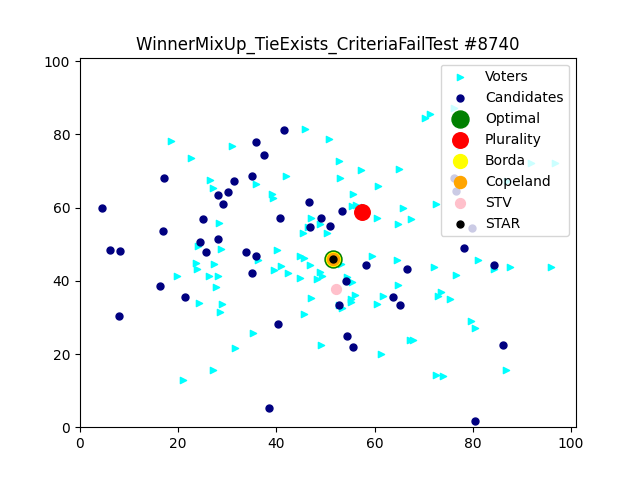 WinnerMixUp_TieExists_CriteriaFailTest #8740
100
80
60
40
20
0
0 20 40 60 80 100
Voters
Candidates
Optimal
Plurality
Borda
Copeland
STV
STAR